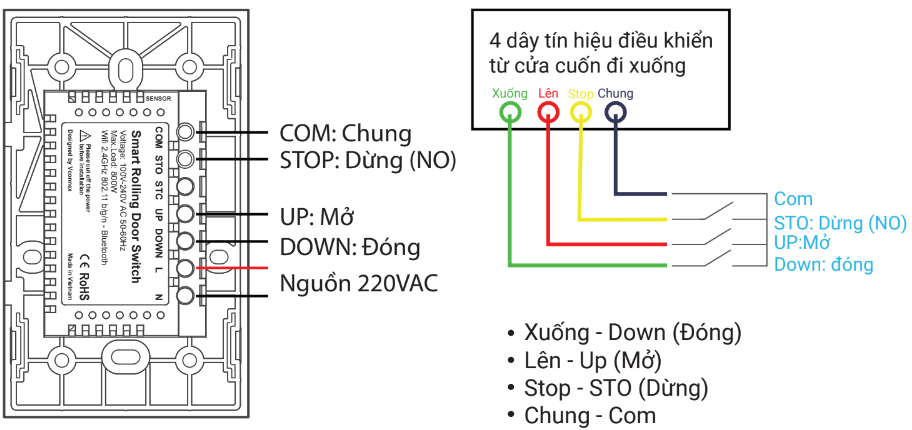 SENSOR
COM STO STC UP DOWN L N
Smart Rolling Door Switch
Voltage: 100V-240V AC 50-60Hz
Max.Load: 800W
Wifi: 2.4GHz 802.11 b/g/n - Bluetooth
CE RoHS
Please cut off the power
before installation
Made in Vietnam
COM: Chung
STOP: Dừng (NO)
UP: Mở
DOWN: Đóng
Nguồn 220VAC
4 dây tín hiệu điều khiển
từ cửa cuốn đi xuống
Xuống Lên Stop Chung
Com
STO: Dừng (NO)
UP:Mở
Down: đóng
• Xuống - Down (Đóng)
• Lên - Up (Mở)
• Stop - STO (Dừng)
• Chung - Com